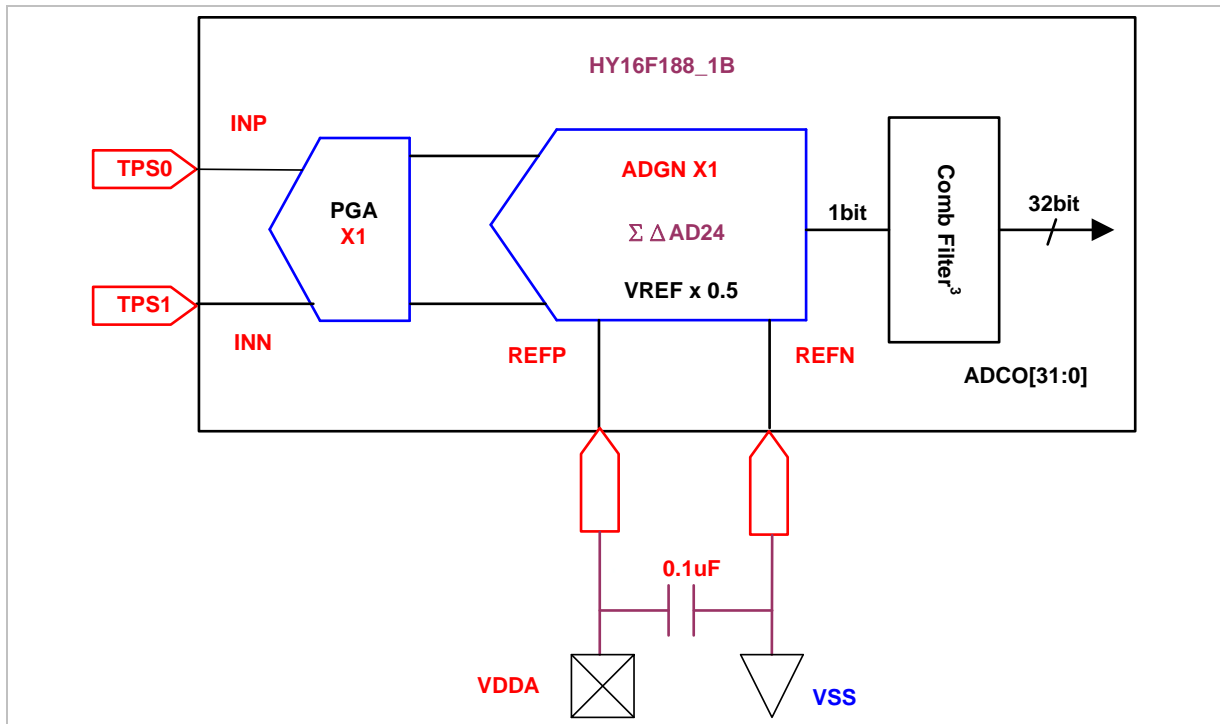 HY16F188_1B
INP
TPS0
ADGN X1
PGA
X1
Σ Δ AD24
1bit
Comb Filter³
32bit
VREF x 0.5
TPS1
INN
REFP
REFN
ADCO[31:0]
0.1uF
VDDA
VSS